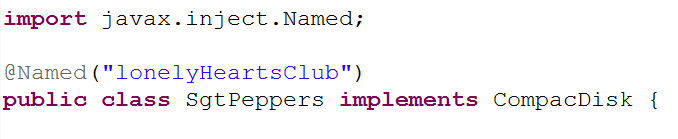 import javax.inject.Named;
@Named("lonelyHeartsClub")
public class SgtPeppers implements CompacDisk {